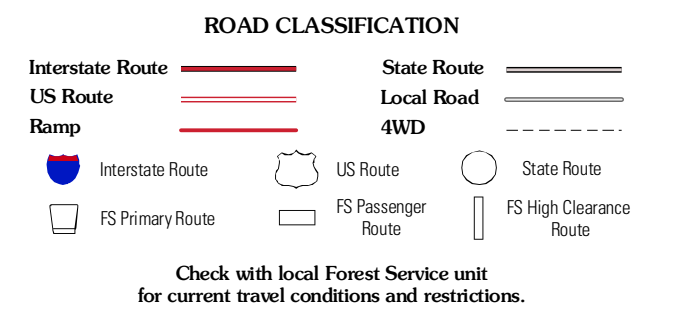 ROAD CLASSIFICATION
Interstate Route
State Route
US Route
Local Road
Ramp
4WD
Interstate Route
US Route
State Route
FS Primary Route
FS Passenger
Route
FS High Clearance
Route
Check with local Forest Service unit
for current travel conditions and restrictions.